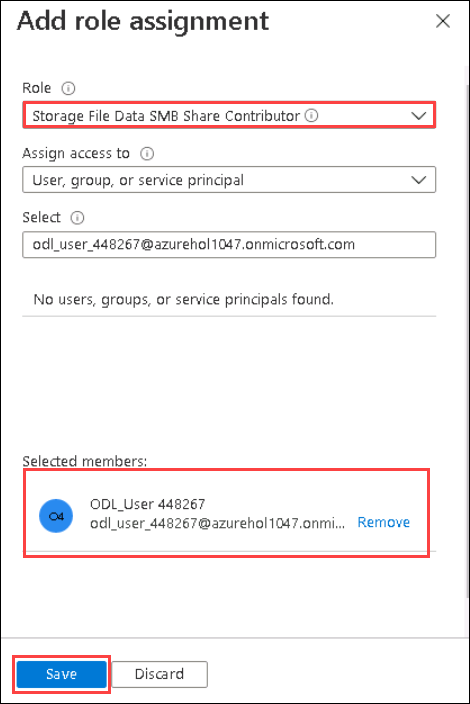 Add role assignment
Role
Storage File Data SMB Share Contributor
Assign access to
User, group, or service principal
Select
odl_user_448267@azurehol1047.onmicrosoft.com
No users, groups, or service principals found.
Selected members:
O4
ODL_User 448267
odl_user_448267@azurehol1047.onmi...
Remove
Save
Discard